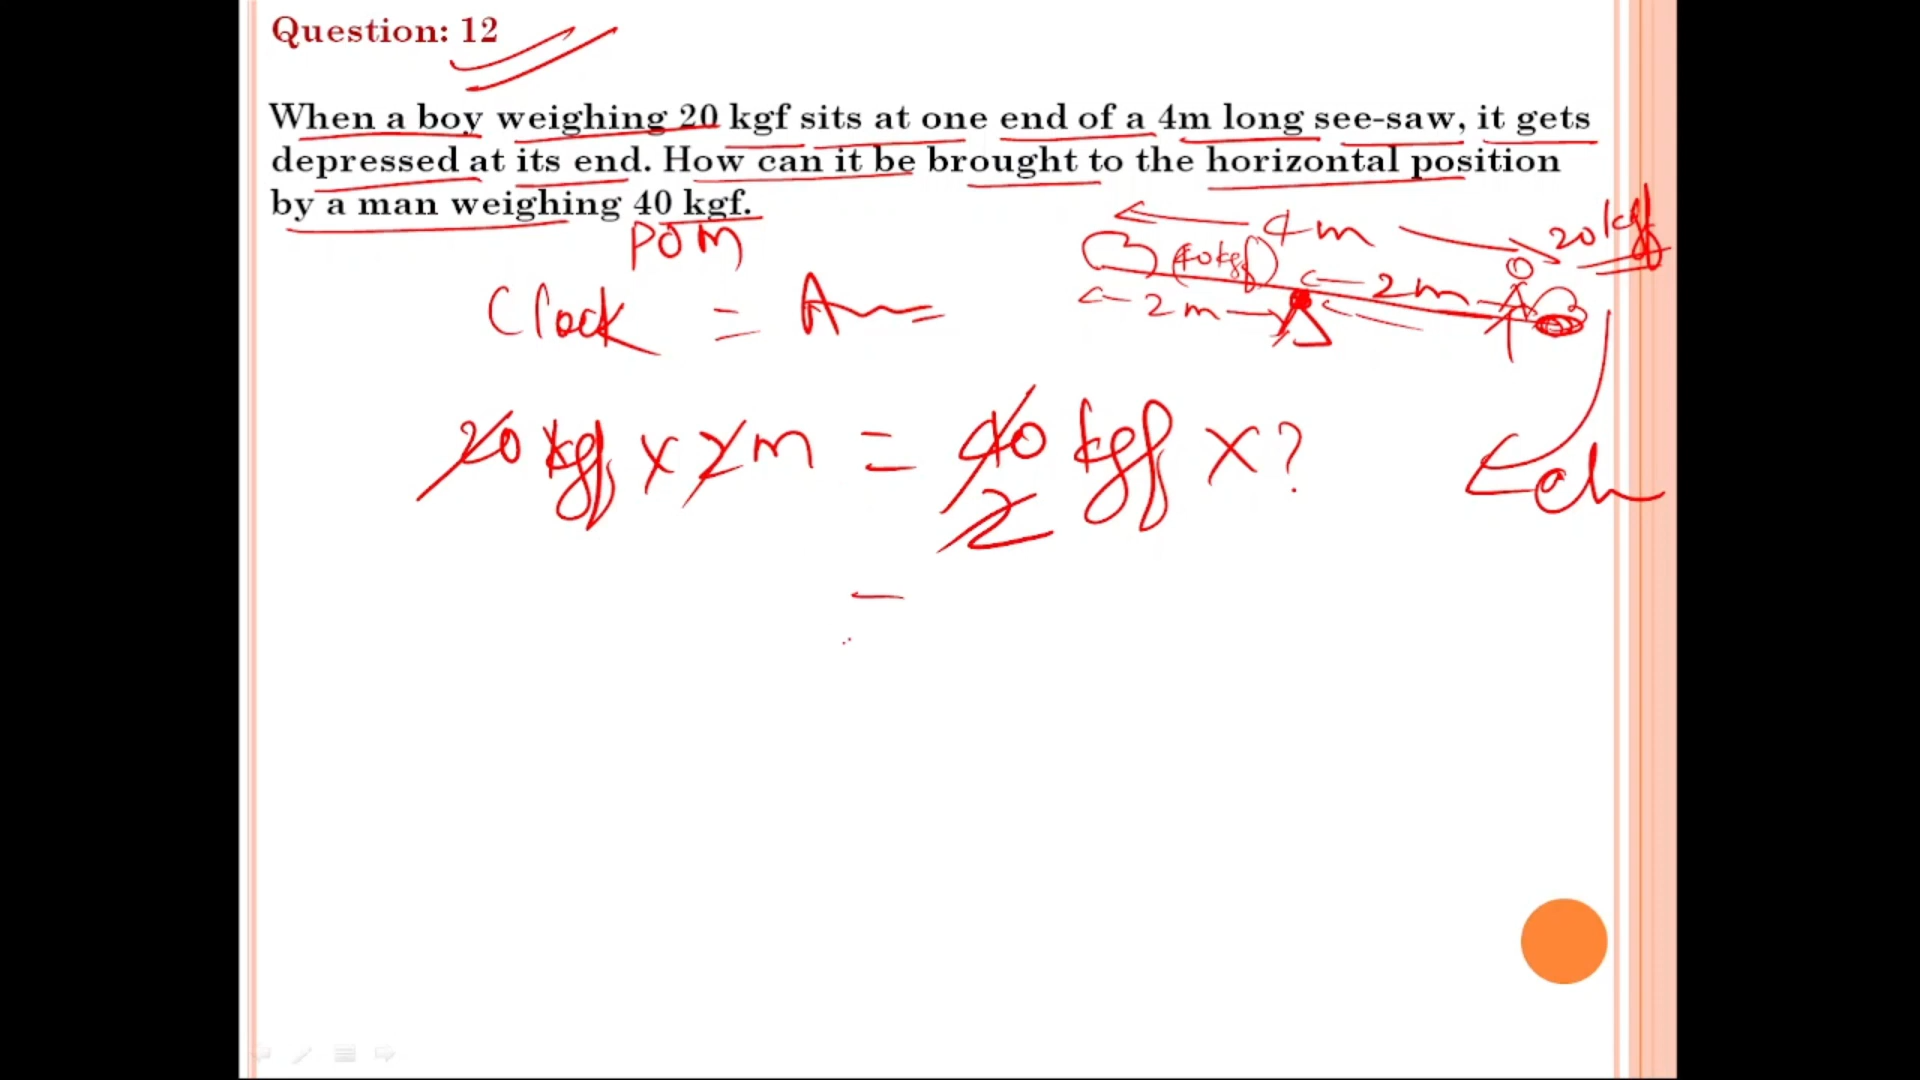 Question: 12
When a boy weighing 20 kgf sits at one end of a 4m long see-saw, it gets
depressed at its end. How can it be brought to the horizontal position
by a man weighing 40 kgf.
POM
4m
20 kgf
(40kgf)
2m
2m
Clock =
20 kgf x 2m = 40 kgf x ?
2